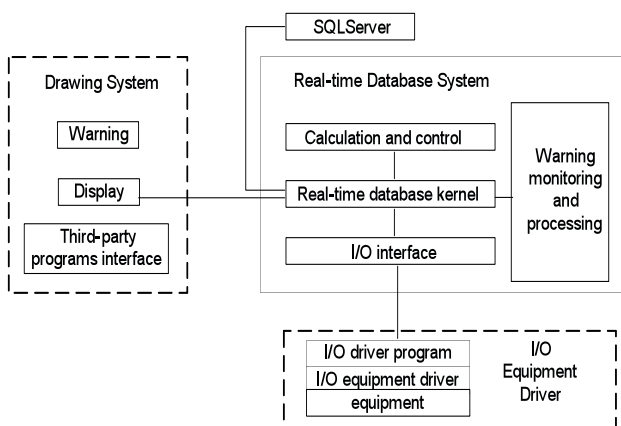 SQLServer
Drawing System
Warning
Display
Third-party
programs interface
Real-time Database System
Calculation and control
Real-time database kernel
I/O interface
Warning
monitoring
and
processing
I/O driver program
I/O equipment driver
equipment
I/O
Equipment
Driver